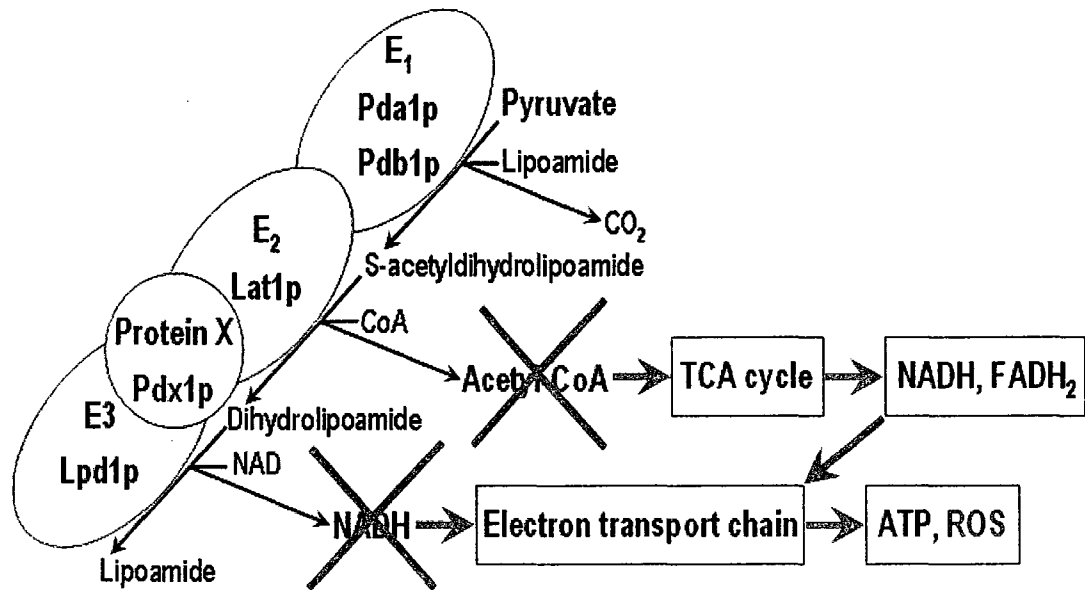 E1
Pda1p
Pdb1p
Pyruvate
Lipoamide
CO2
E2
Lat1p
S-acetyldihydrolipoamide
CoA
Protein X
Pdx1p
Acetyl CoA
TCA cycle
NADH, FADH2
E3
Lpd1p
Dihydrolipoamide
NAD
NADH
Electron transport chain
ATP, ROS
Lipoamide